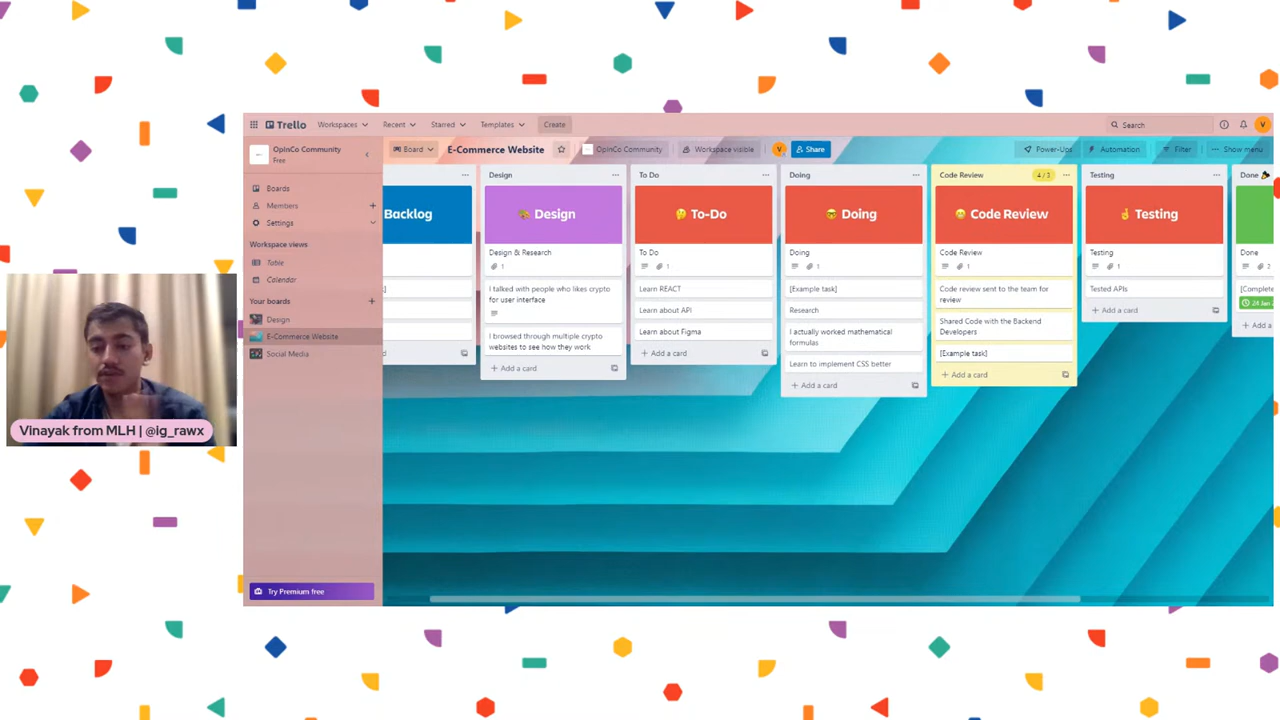 Trello
Workspaces
Recent
Starred
Templates
Create
Search
V
OpInCo Community
Free
Board
E-Commerce Website
OpInCo Community
Workspace visible
V
Share
Power-Ups
Automation
Filter
Show menu
Boards
Members
Settings
Workspace views
Table
Calendar
Your boards
Design
E-Commerce Website
Social Media
Try Premium free
Backlog
Design
Design
Design & Research
1
I talked with people who likes crypto
for user interface
I browsed through multiple crypto
websites to see how they work
+ Add a card
To Do
To-Do
To Do
1
Learn REACT
Learn about API
Learn about Figma
+ Add a card
Doing
Doing
Doing
1
[Example task]
Research
I actually worked mathematical
formulas
Learn to implement CSS better
+ Add a card
Code Review
4 / 3
Code Review
Code Review
1
Code review sent to the team for
review
Shared Code with the Backend
Developers
[Example task]
+ Add a card
Testing
Testing
Testing
1
Tested APIs
+ Add a card
Done
Done
2
[Complete
+ Add a
Vinayak from MLH | @ig_rawx